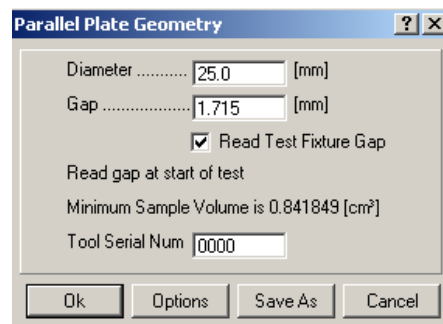 Parallel Plate Geometry ? ×
Diameter .......... 25.0 [mm]
Gap ................... 1.715 [mm]
Read Test Fixture Gap
Read gap at start of test
Minimum Sample Volume is 0.841849 [cm³]
Tool Serial Num 0000
Ok Options Save As Cancel